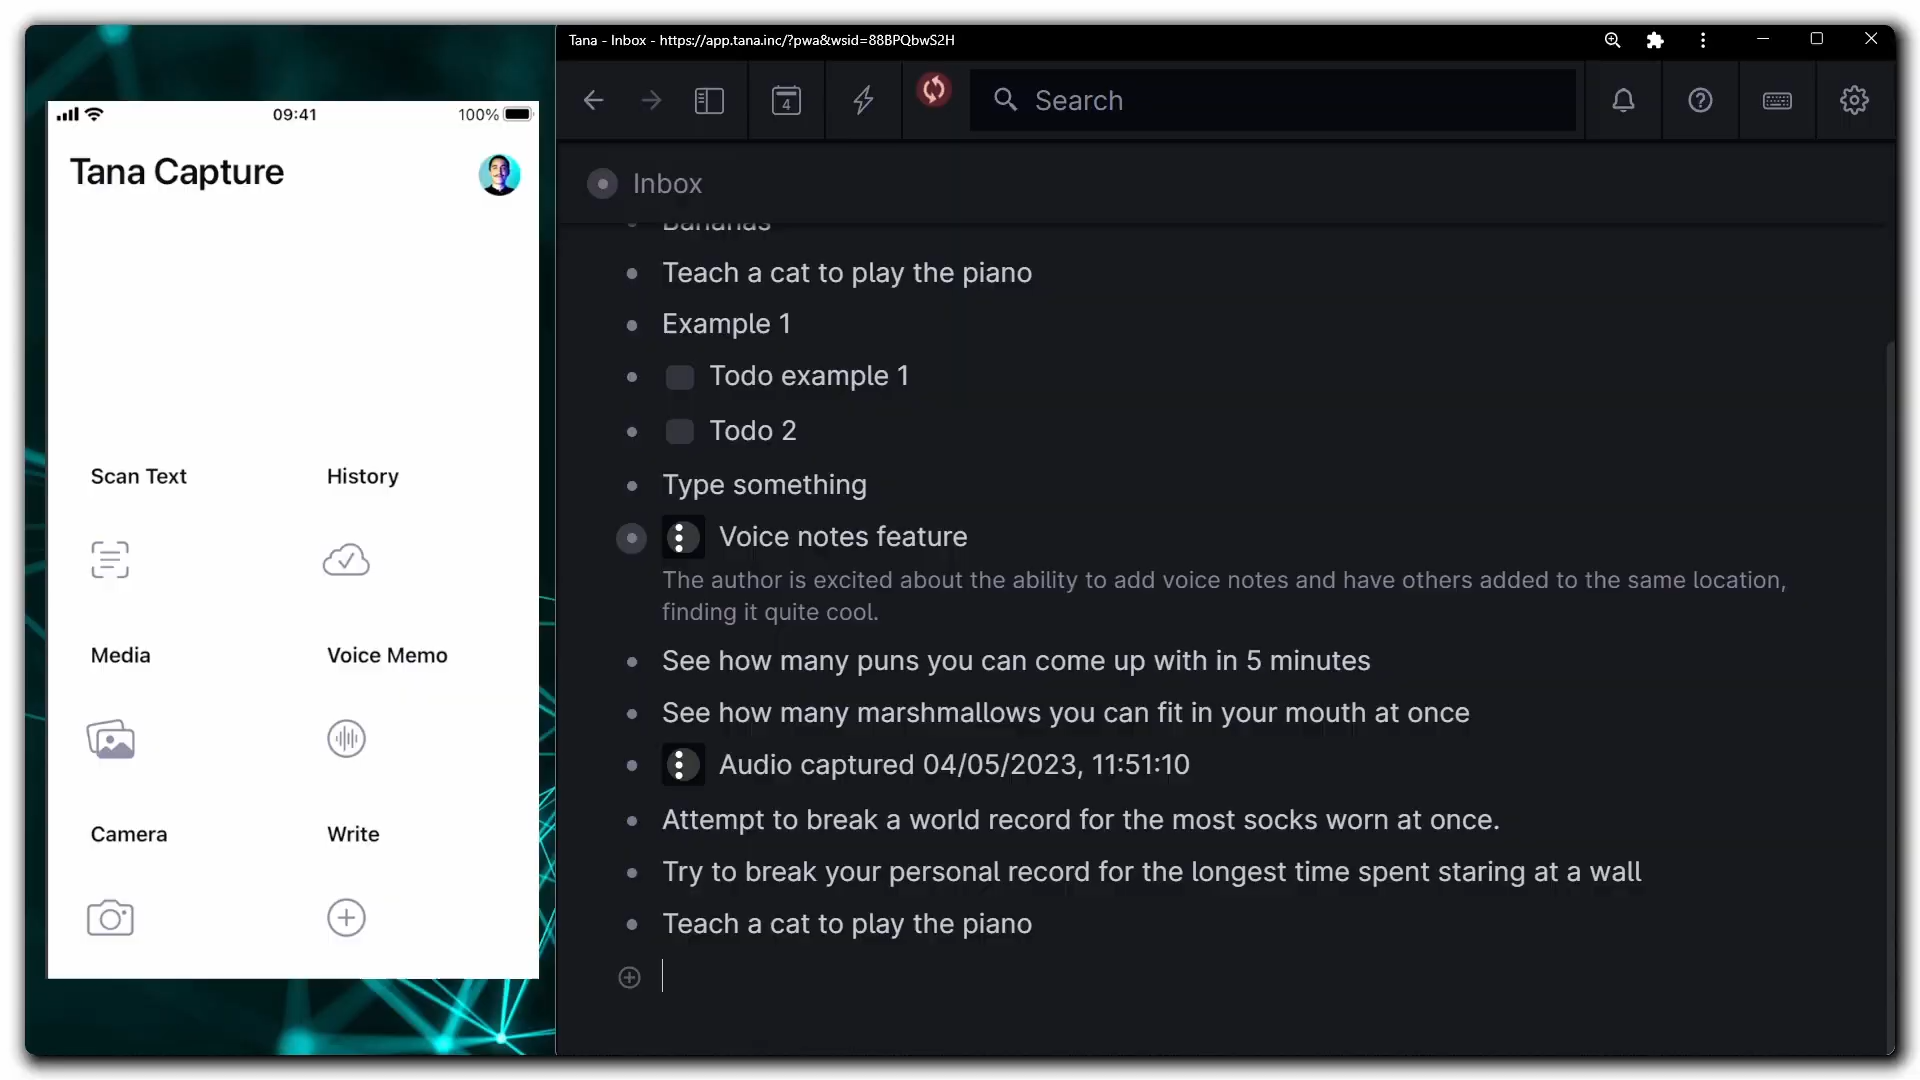 09:41
100%
Tana Capture
Scan Text
History
Media
Voice Memo
Camera
Write
Tana - Inbox - https://app.tana.inc/?pwa&wsid=88BPQbwS2H
4
Search
Inbox
Bananas
Teach a cat to play the piano
Example 1
Todo example 1
Todo 2
Type something
Voice notes feature
The author is excited about the ability to add voice notes and have others added to the same location,
finding it quite cool.
See how many puns you can come up with in 5 minutes
See how many marshmallows you can fit in your mouth at once
Audio captured 04/05/2023, 11:51:10
Attempt to break a world record for the most socks worn at once.
Try to break your personal record for the longest time spent staring at a wall
Teach a cat to play the piano